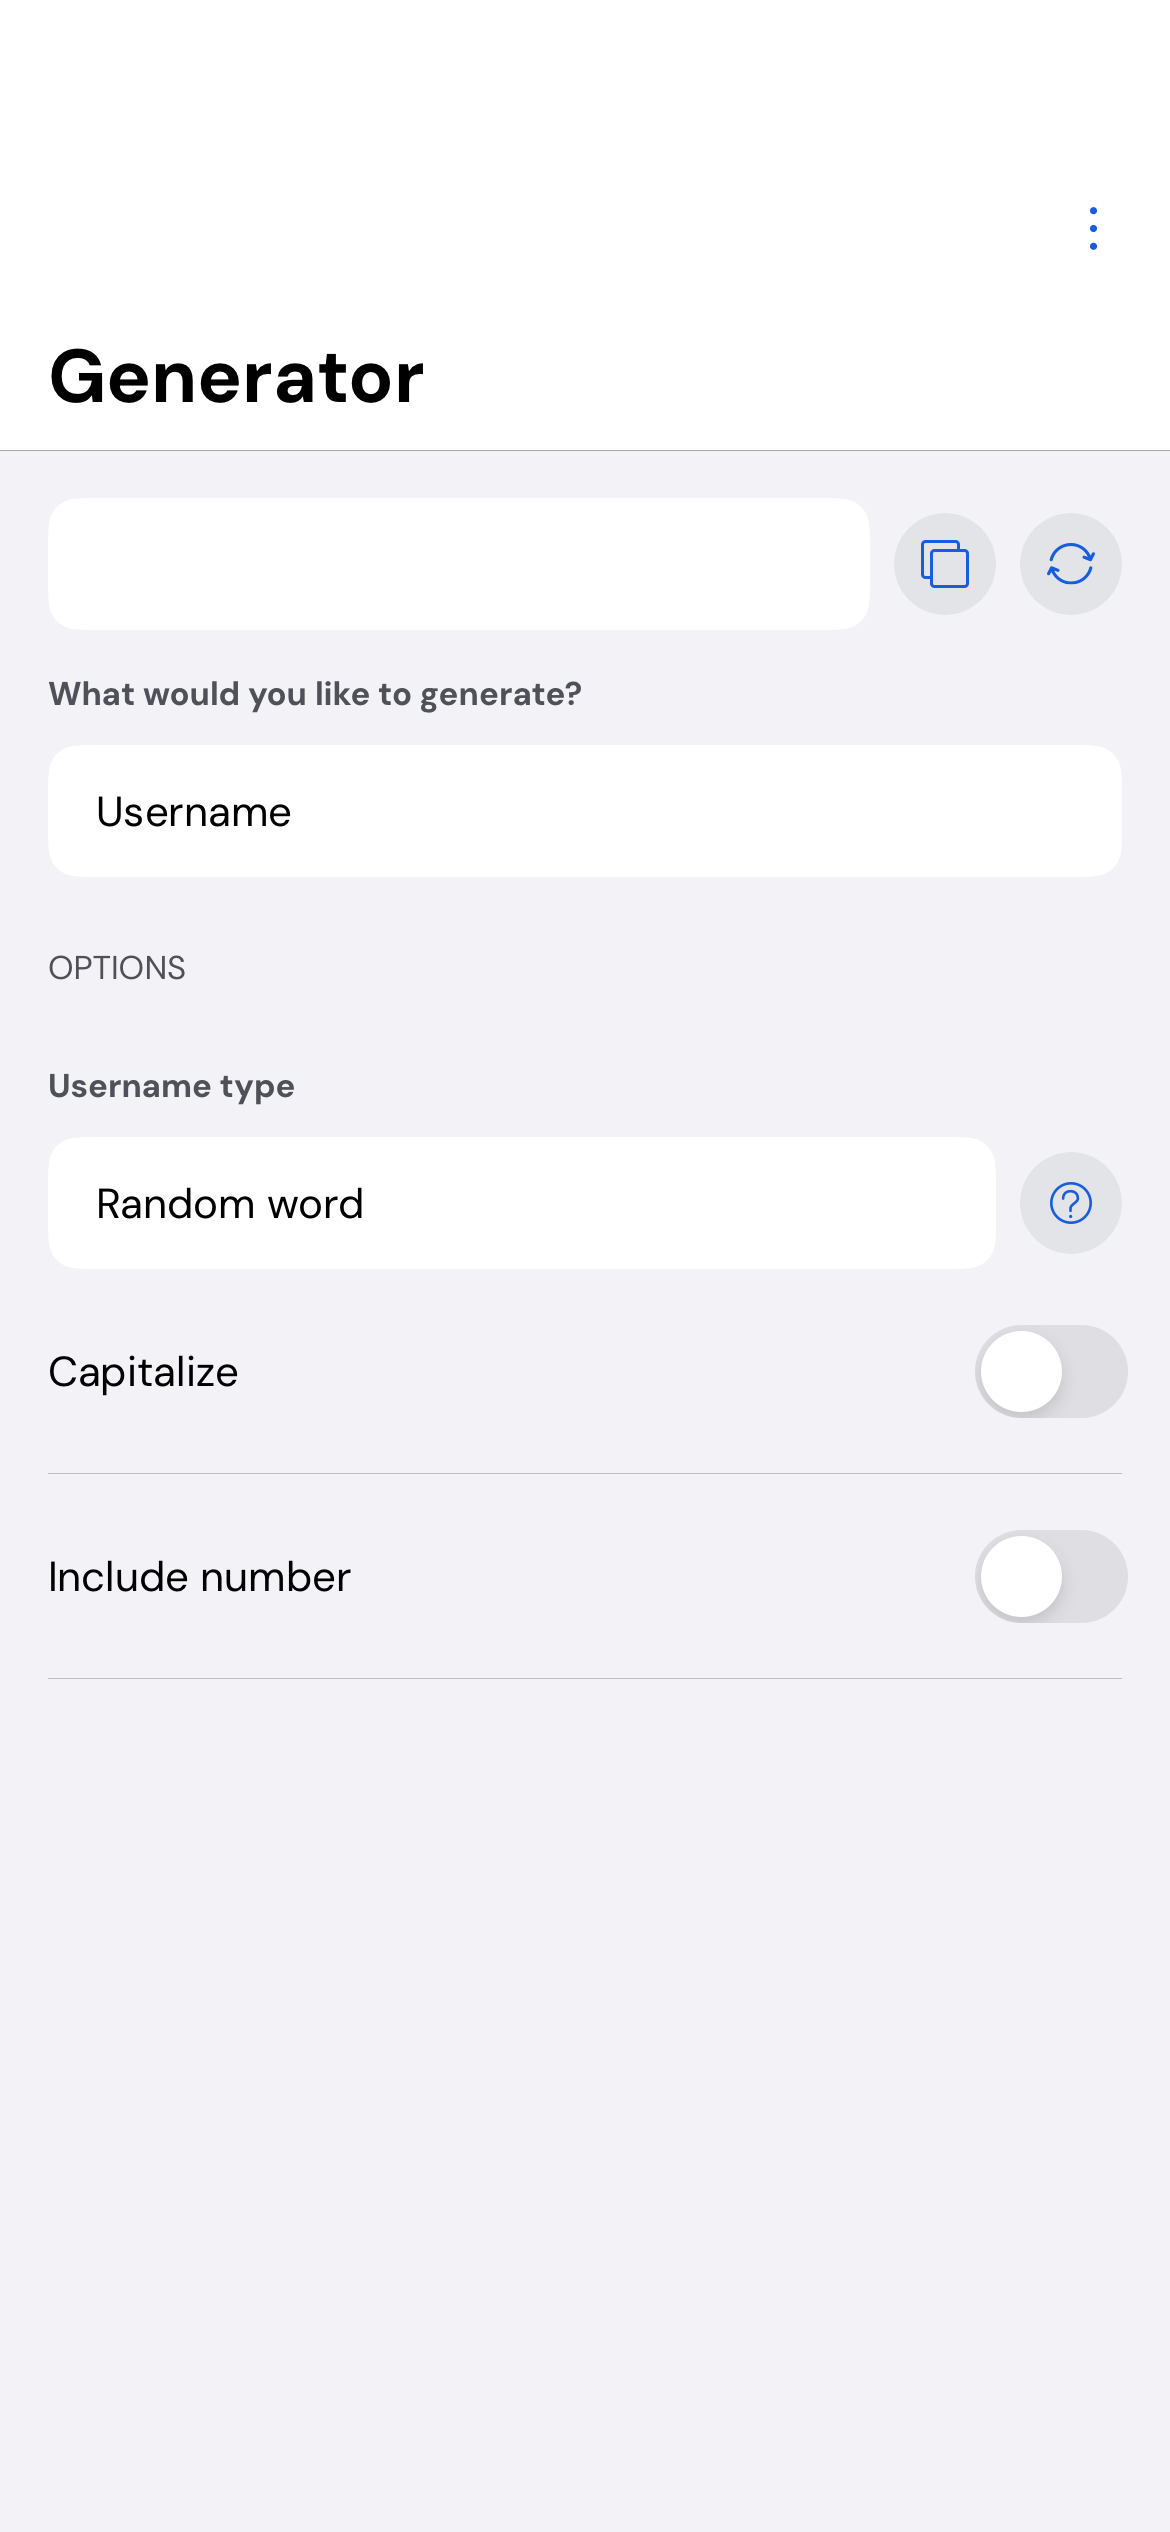 Generator
What would you like to generate?
Username
OPTIONS
Username type
Random word
Capitalize
Include number